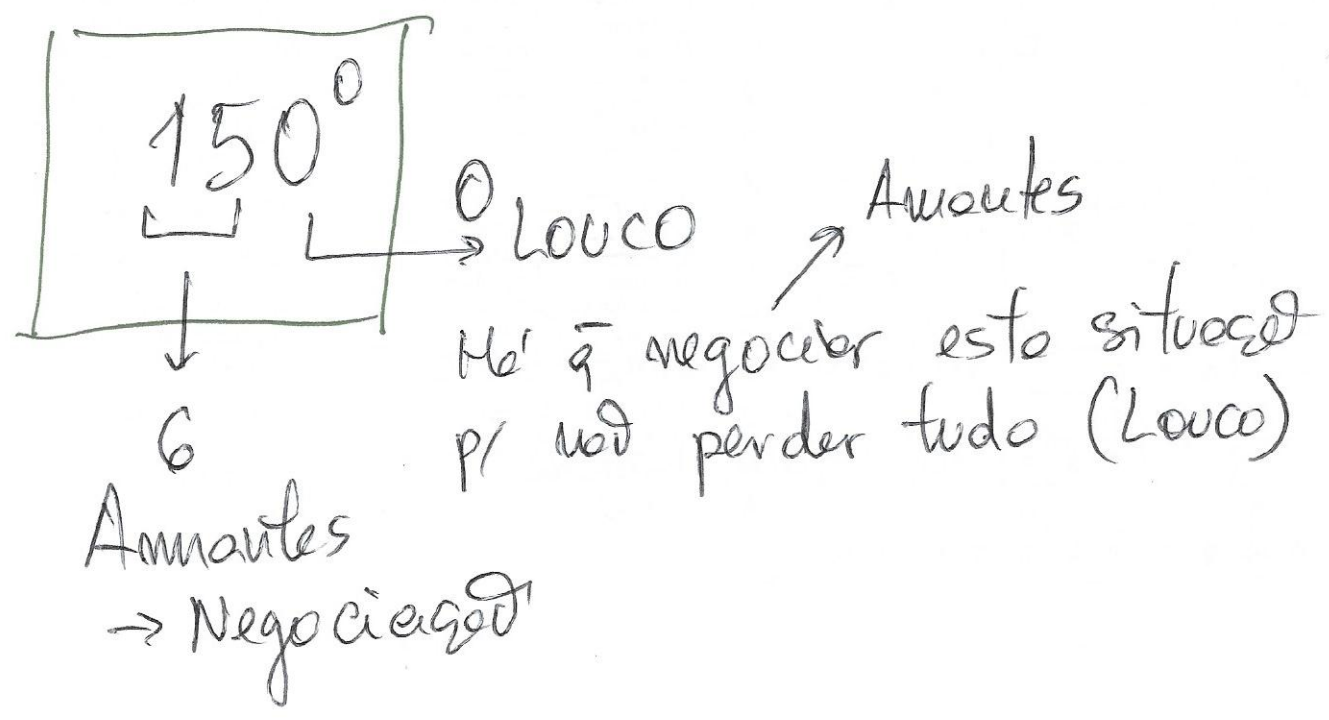 150°
0 LOUCO
Amantes
Há q̄ negociar esta situação
p/ não perder tudo (Louco)
6
Amantes
→ Negociação